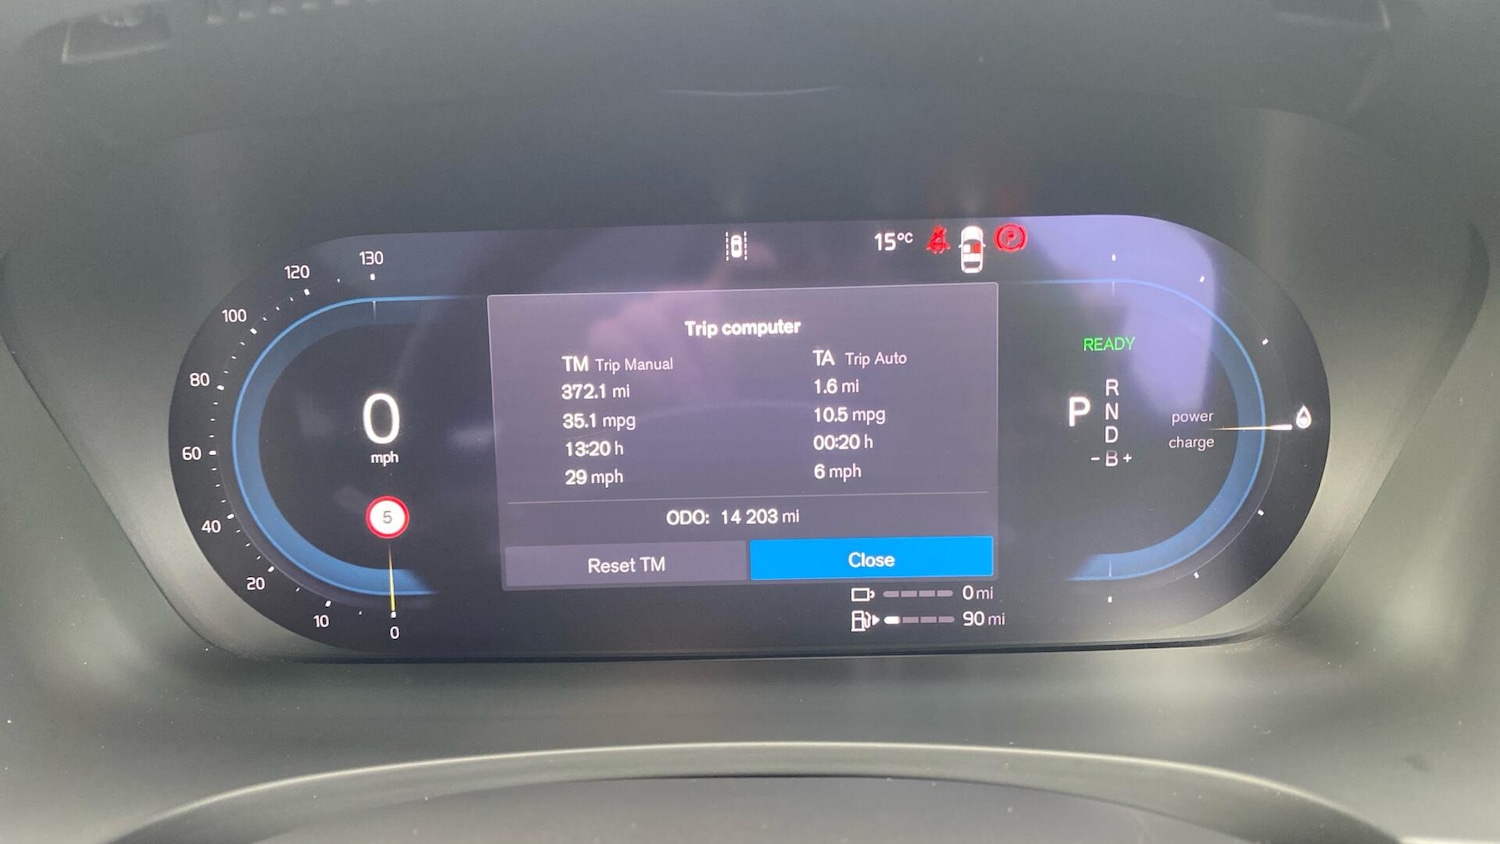 15°C
130
120
100
80
60
40
20
10
0
0
mph
5
Trip computer
TM Trip Manual
372.1 mi
35.1 mpg
13:20 h
29 mph
TA Trip Auto
1.6 mi
10.5 mpg
00:20 h
6 mph
ODO: 14 203 mi
Reset TM
Close
0 mi
90 mi
READY
P
R
N
D
- B +
power
charge
P